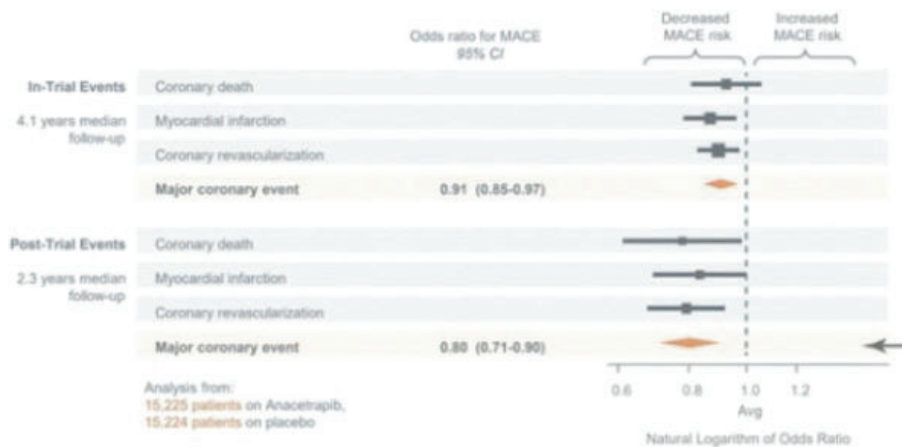 Odds ratio for MACE
95% CI
Decreased
MACE risk
Increased
MACE risk
In-Trial Events
4.1 years median
follow-up
Coronary death
Myocardial infarction
Coronary revascularization
Major coronary event 0.91 (0.85-0.97)
Post-Trial Events
2.3 years median
follow-up
Coronary death
Myocardial infarction
Coronary revascularization
Major coronary event 0.80 (0.71-0.90)
0.6 0.8 1.0 1.2
Avg
Natural Logarithm of Odds Ratio
Analysis from:
15,225 patients on Anacetrapib,
15,224 patients on placebo